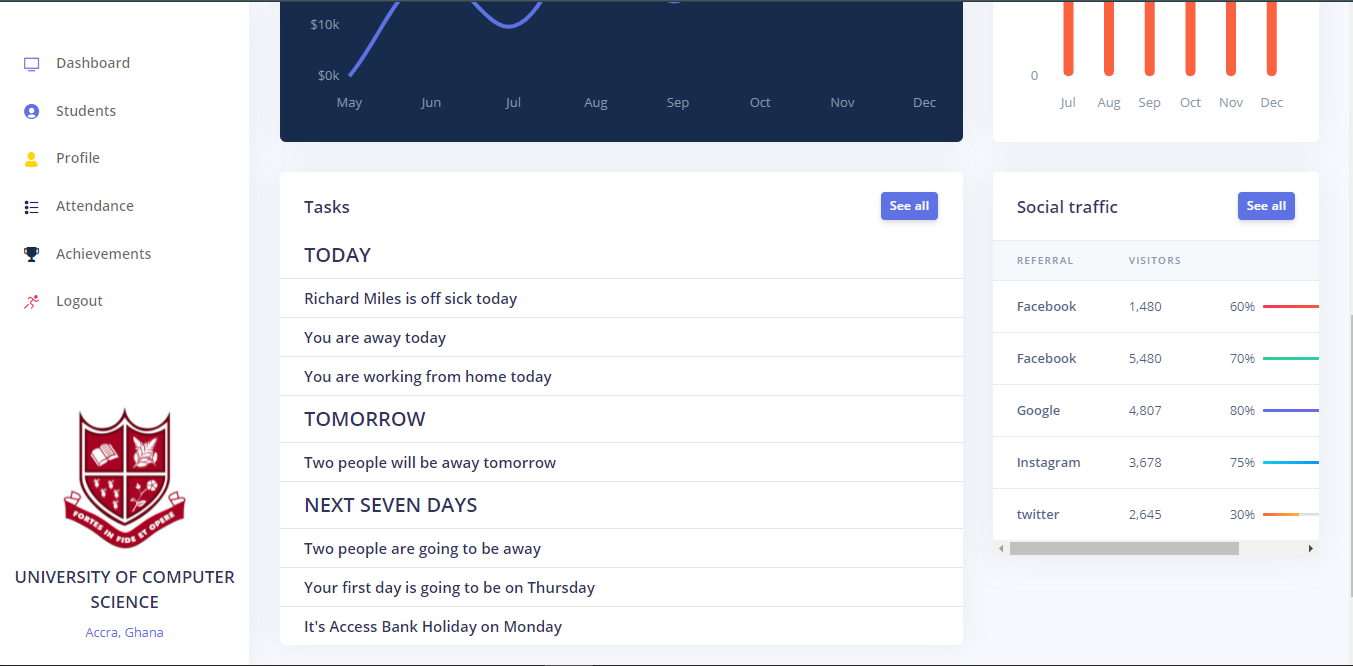 Dashboard
Students
Profile
Attendance
Achievements
Logout
FORTES IN FIDE ET OPERE
UNIVERSITY OF COMPUTER
SCIENCE
Accra, Ghana
$10k
$0k
May Jun Jul Aug Sep Oct Nov Dec
0
Jul Aug Sep Oct Nov Dec
Tasks See all
TODAY
Richard Miles is off sick today
You are away today
You are working from home today
TOMORROW
Two people will be away tomorrow
NEXT SEVEN DAYS
Two people are going to be away
Your first day is going to be on Thursday
It's Access Bank Holiday on Monday
Social traffic See all
REFERRAL VISITORS
Facebook 1,480 60%
Facebook 5,480 70%
Google 4,807 80%
Instagram 3,678 75%
twitter 2,645 30%